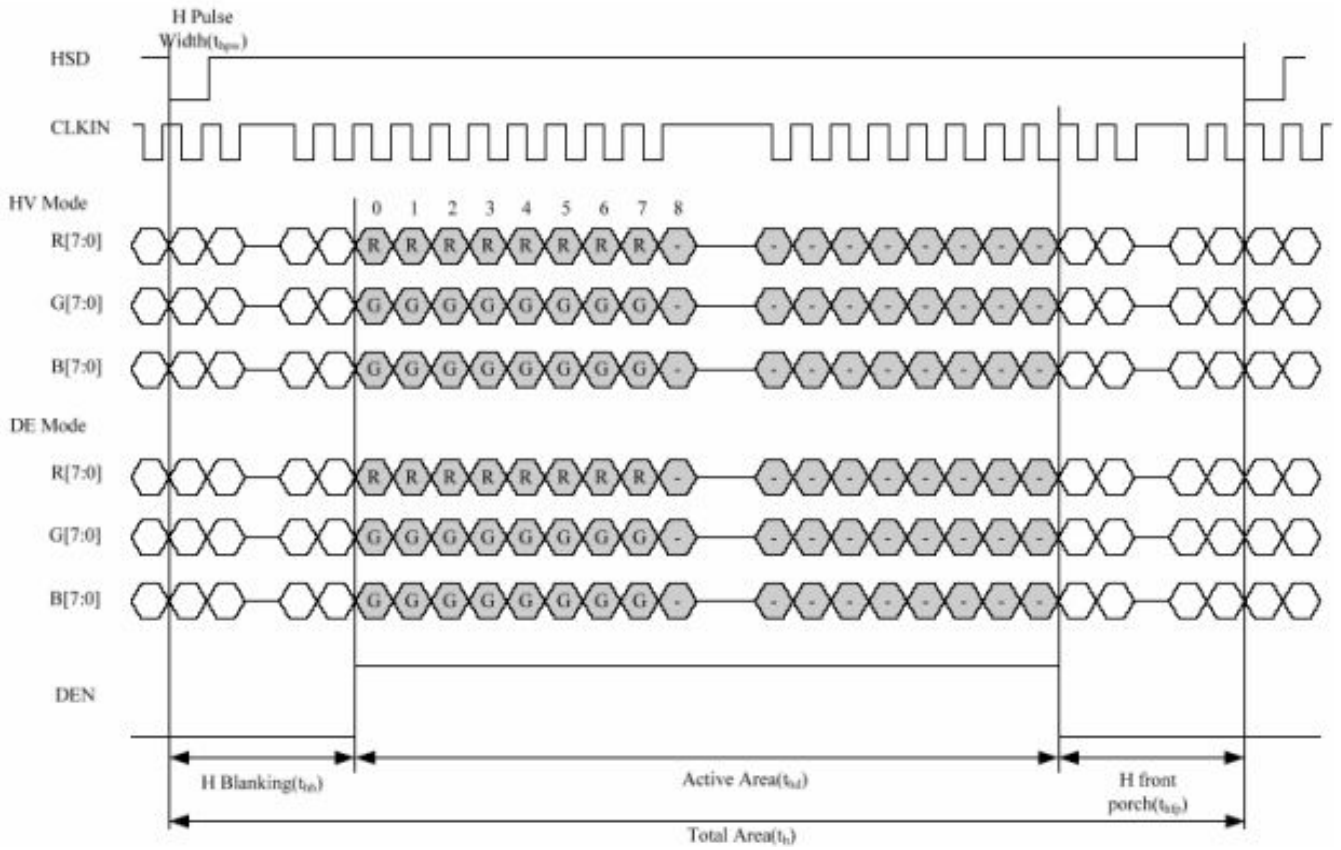 H Pulse
Width(thpw)
HSD
CLKIN
HV Mode
0 1 2 3 4 5 6 7 8
R[7:0] R R R R R R R R - - - - - - - - -
G[7:0] G G G G G G G G - - - - - - - - -
B[7:0] G G G G G G G G - - - - - - - - -
DE Mode
R[7:0] R R R R R R R R - - - - - - - - -
G[7:0] G G G G G G G G - - - - - - - - -
B[7:0] G G G G G G G G - - - - - - - - -
DEN
H Blanking(thb)
Active Area(thd)
H front
porch(thfp)
Total Area(th)